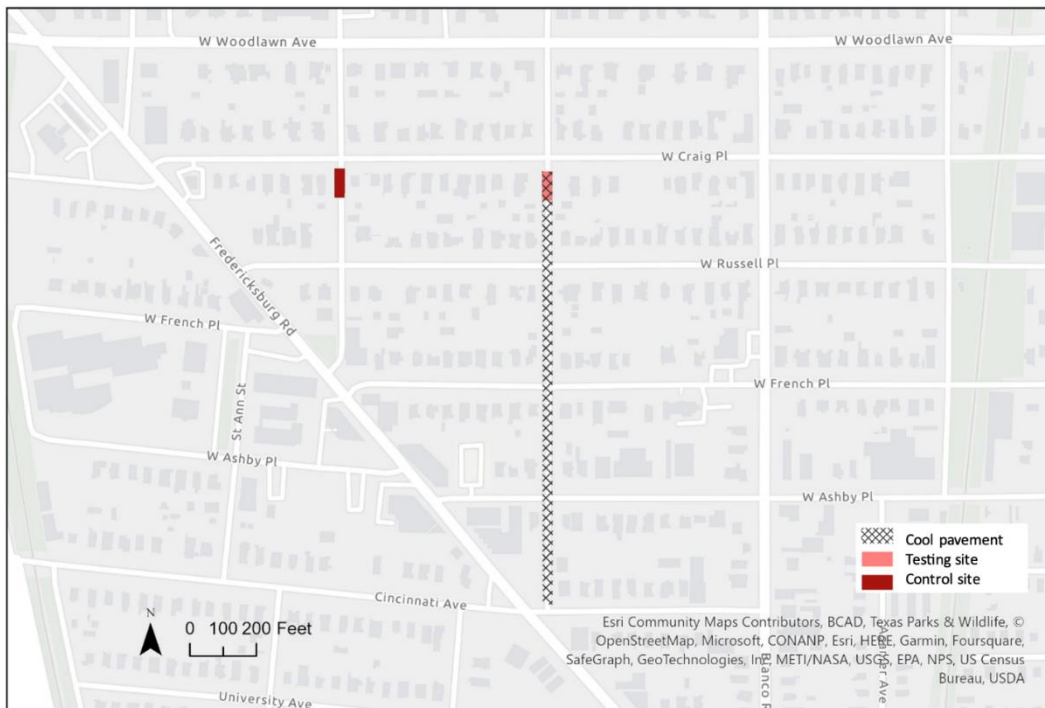 W Woodlawn Ave
W Woodlawn Ave
W Craig Pl
Fredericksburg Rd
W Russell Pl
W French Pl
W French Pl
St Ann St
W Ashby Pl
W Ashby Pl
Cool pavement
Testing site
Control site
Cincinnati Ave
N
0 100 200 Feet
Esri Community Maps Contributors, BCAD, Texas Parks & Wildlife, ©
OpenStreetMap, Microsoft, CONANP, Esri, HERE, Garmin, Foursquare,
SafeGraph, GeoTechnologies, Inc, METI/NASA, USGS, EPA, NPS, US Census
Bureau, USDA
Blanco R
University Ave